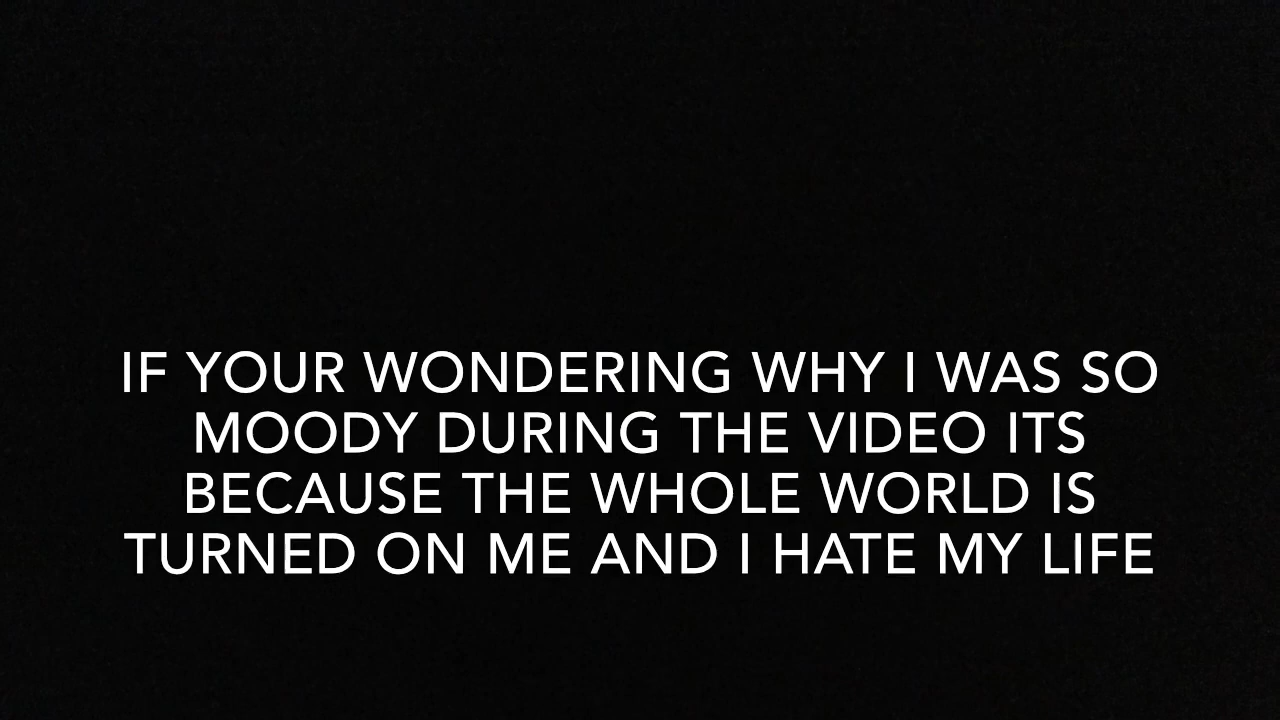 IF YOUR WONDERING WHY I WAS SO
MOODY DURING THE VIDEO ITS
BECAUSE THE WHOLE WORLD IS
TURNED ON ME AND I HATE MY LIFE